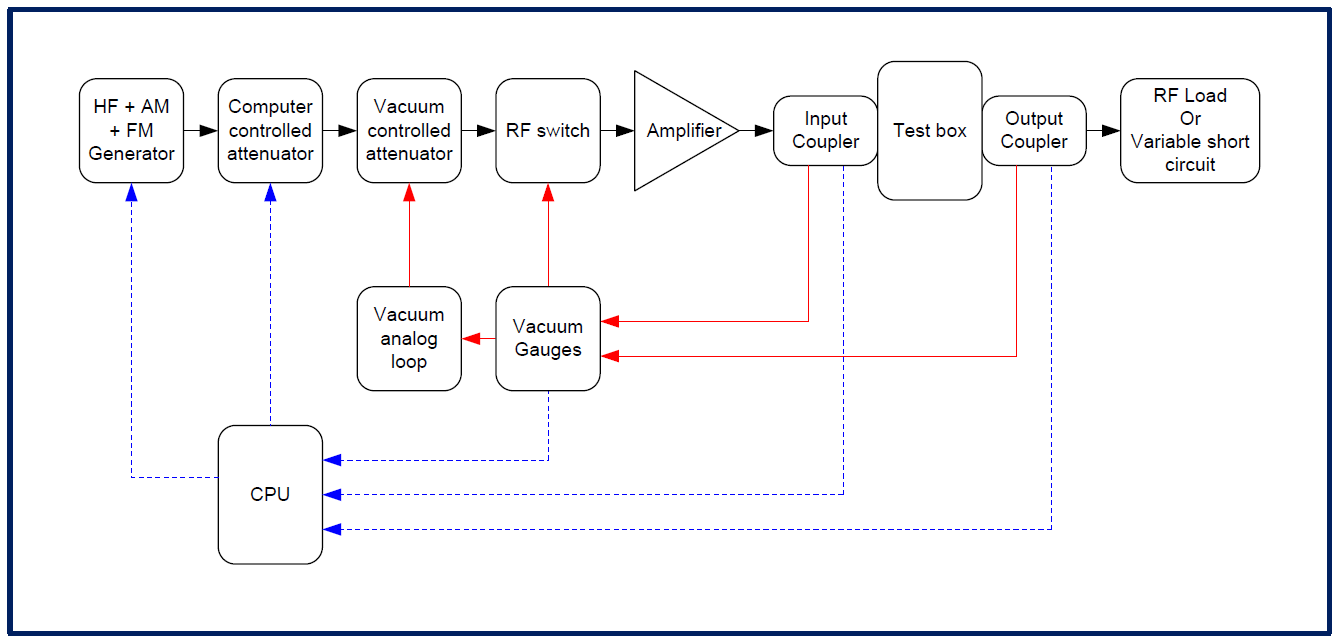 HF + AM
+ FM
Generator
Computer
controlled
attenuator
Vacuum
controlled
attenuator
RF switch
Amplifier
Input
Coupler
Test box
Output
Coupler
RF Load
Or
Variable short
circuit
Vacuum
analog
loop
Vacuum
Gauges
CPU